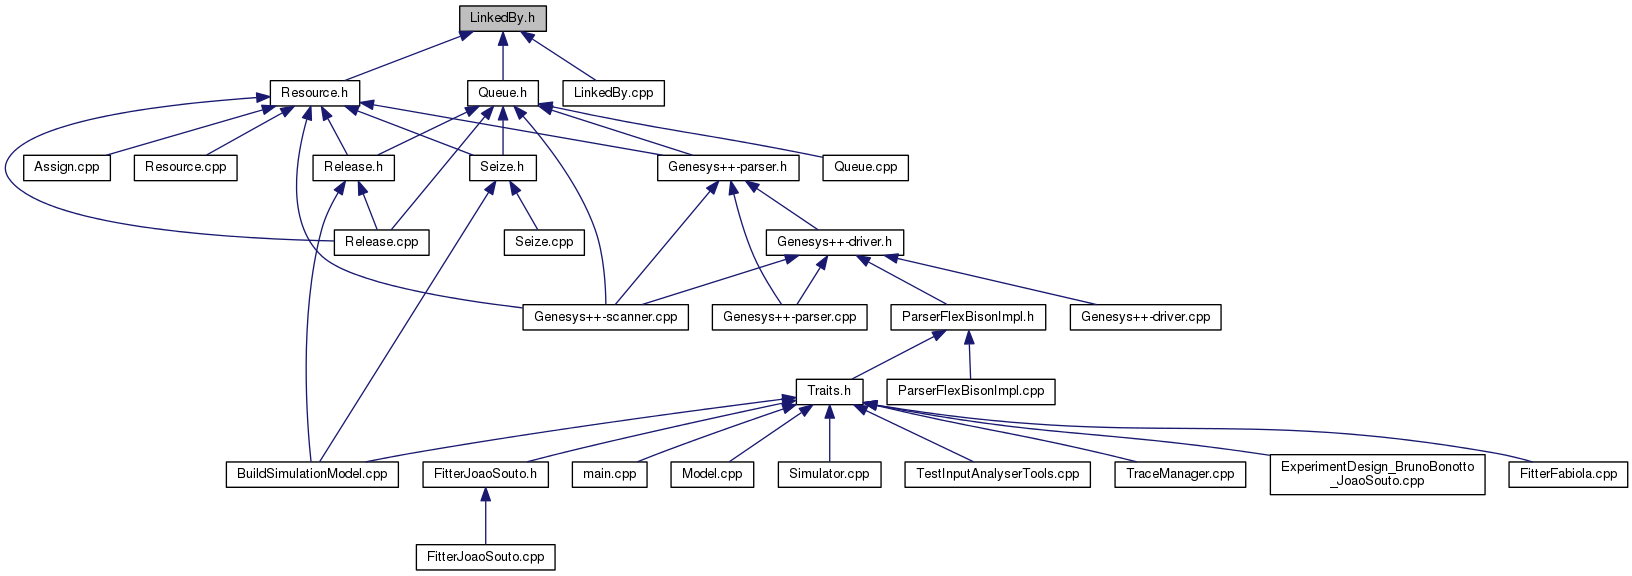 LinkedBy.h
Resource.h
Queue.h
LinkedBy.cpp
Assign.cpp
Resource.cpp
Release.h
Seize.h
Genesys++-parser.h
Queue.cpp
Release.cpp
Seize.cpp
Genesys++-driver.h
Genesys++-scanner.cpp
Genesys++-parser.cpp
ParserFlexBisonImpl.h
Genesys++-driver.cpp
Traits.h
ParserFlexBisonImpl.cpp
BuildSimulationModel.cpp
FitterJoaoSouto.h
main.cpp
Model.cpp
Simulator.cpp
TestInputAnalyserTools.cpp
TraceManager.cpp
ExperimentDesign_BrunoBonotto
_JoaoSouto.cpp
FitterFabiola.cpp
FitterJoaoSouto.cpp